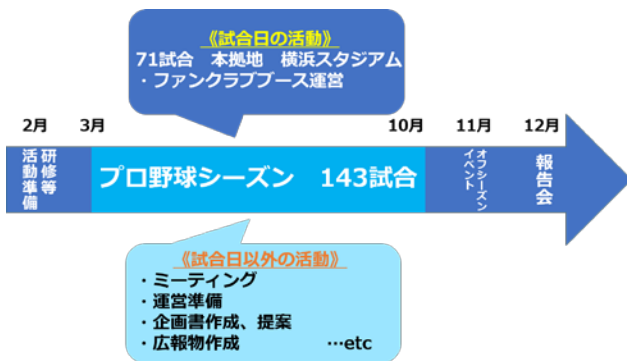 《試合日の活動》
71試合　本拠地　横浜スタジアム
・ファンクラブブース運営
2月　3月　10月　11月　12月
研修等
活動準備
プロ野球シーズン　143試合
オフシーズン
イベント
報告会
《試合日以外の活動》
・ミーティング
・運営準備
・企画書作成、提案
・広報物作成　…etc